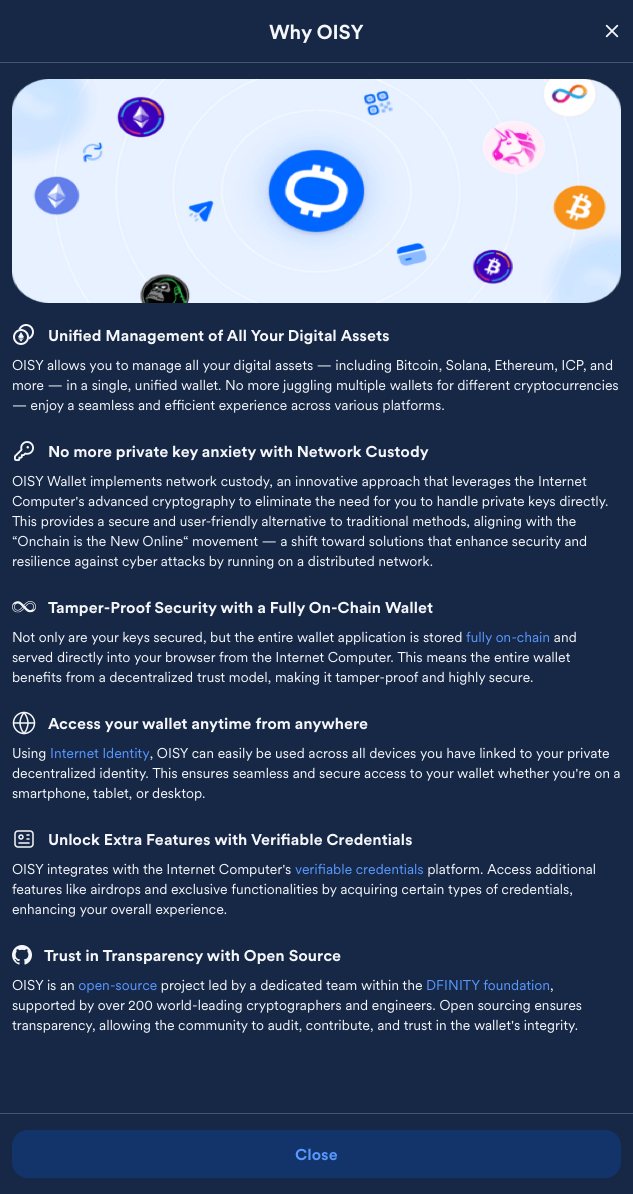 Why OISY
Unified Management of All Your Digital Assets
OISY allows you to manage all your digital assets — including Bitcoin, Solana, Ethereum, ICP, and
more — in a single, unified wallet. No more juggling multiple wallets for different cryptocurrencies
— enjoy a seamless and efficient experience across various platforms.
No more private key anxiety with Network Custody
OISY Wallet implements network custody, an innovative approach that leverages the Internet
Computer's advanced cryptography to eliminate the need for you to handle private keys directly.
This provides a secure and user-friendly alternative to traditional methods, aligning with the
“Onchain is the New Online“ movement — a shift toward solutions that enhance security and
resilience against cyber attacks by running on a distributed network.
Tamper-Proof Security with a Fully On-Chain Wallet
Not only are your keys secured, but the entire wallet application is stored fully on-chain and
served directly into your browser from the Internet Computer. This means the entire wallet
benefits from a decentralized trust model, making it tamper-proof and highly secure.
Access your wallet anytime from anywhere
Using Internet Identity, OISY can easily be used across all devices you have linked to your private
decentralized identity. This ensures seamless and secure access to your wallet whether you're on a
smartphone, tablet, or desktop.
Unlock Extra Features with Verifiable Credentials
OISY integrates with the Internet Computer's verifiable credentials platform. Access additional
features like airdrops and exclusive functionalities by acquiring certain types of credentials,
enhancing your overall experience.
Trust in Transparency with Open Source
OISY is an open-source project led by a dedicated team within the DFINITY foundation,
supported by over 200 world-leading cryptographers and engineers. Open sourcing ensures
transparency, allowing the community to audit, contribute, and trust in the wallet's integrity.
Close